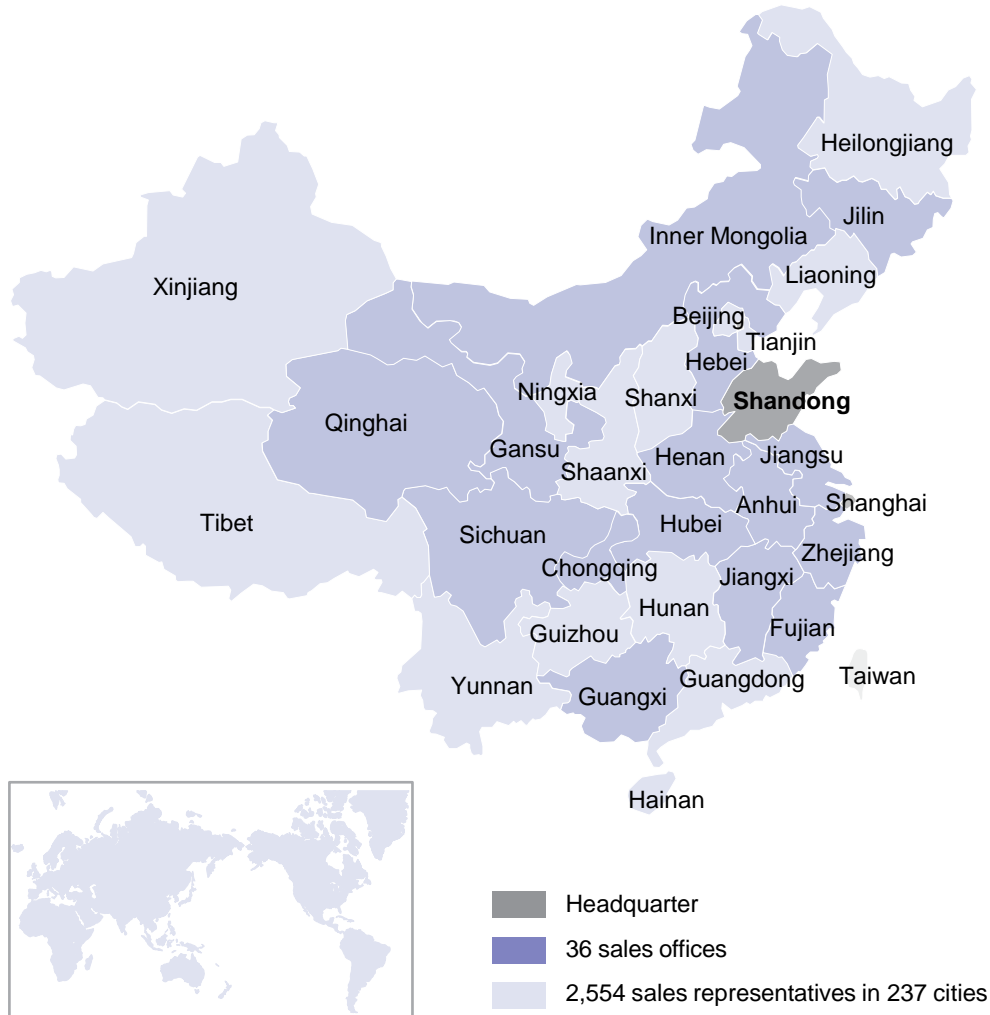 Heilongjiang
Jilin
Inner Mongolia
Liaoning
Xinjiang
Beijing
Tianjin
Hebei
Ningxia
Shanxi
Shandong
Qinghai
Gansu
Henan
Jiangsu
Shaanxi
Anhui
Shanghai
Tibet
Hubei
Sichuan
Zhejiang
Chongqing
Jiangxi
Hunan
Guizhou
Fujian
Yunnan
Guangdong
Taiwan
Guangxi
Hainan
Headquarter
36 sales offices
2,554 sales representatives in 237 cities